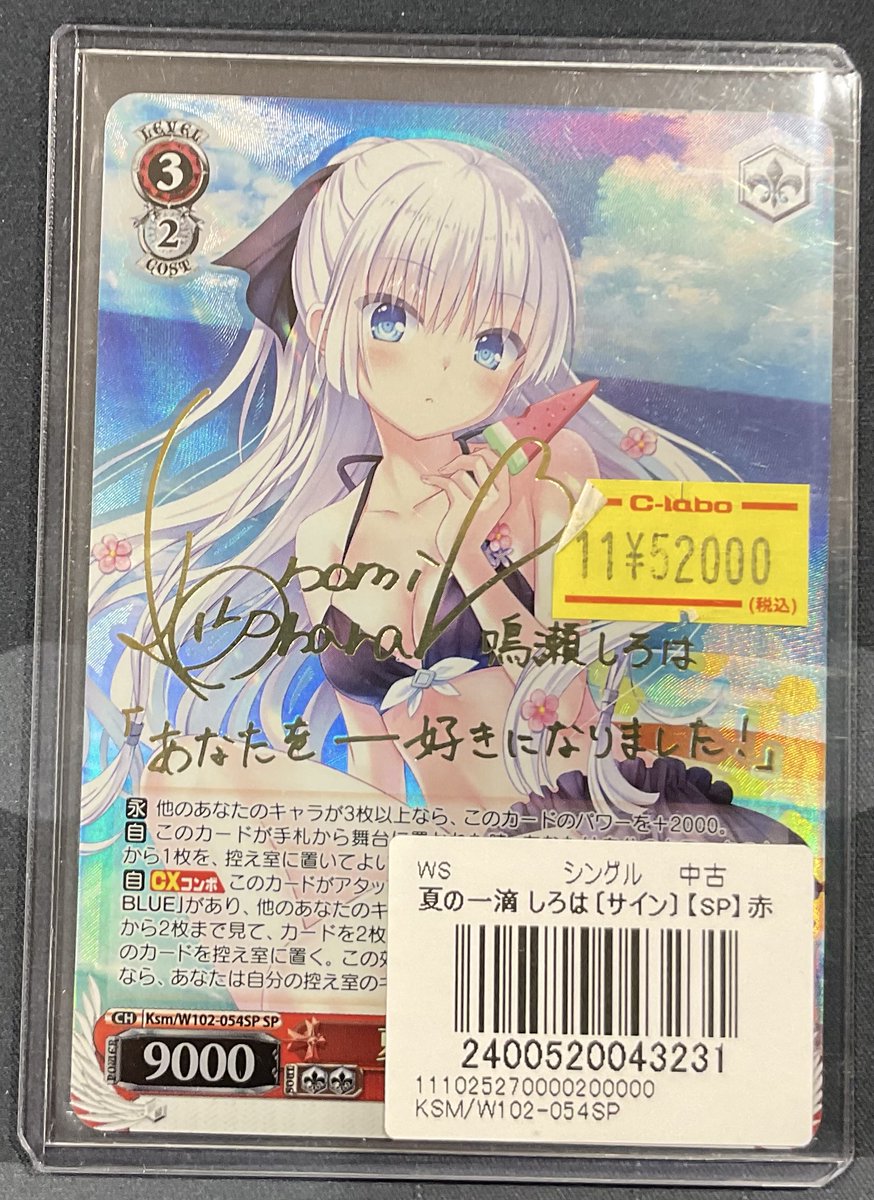 LEVEL
3
2
COST
C-labo
11¥52000
(税込)
Konomi
Kohara
鳴瀬しろは
「あなたを一好きになりました!」
永 他のあなたのキャラが3枚以上なら、このカードのパワーを+2000。
自 このカードが手札から舞台に
から1枚を、控え室に置いてよい
自 CXコンボ このカードがアタッ
BLUE」があり、他のあなたのキ
から2枚まで見て、カードを2枚
のカードを控え室に置く。この
なら、あなたは自分の控え室のキ
WS シングル 中古
夏の一滴 しろは〔サイン〕【SP】赤
2400520043231
111025270000200000
KSM/W102-054SP
CH Ksm/W102-054SP SP
POWER 9000 SOUL